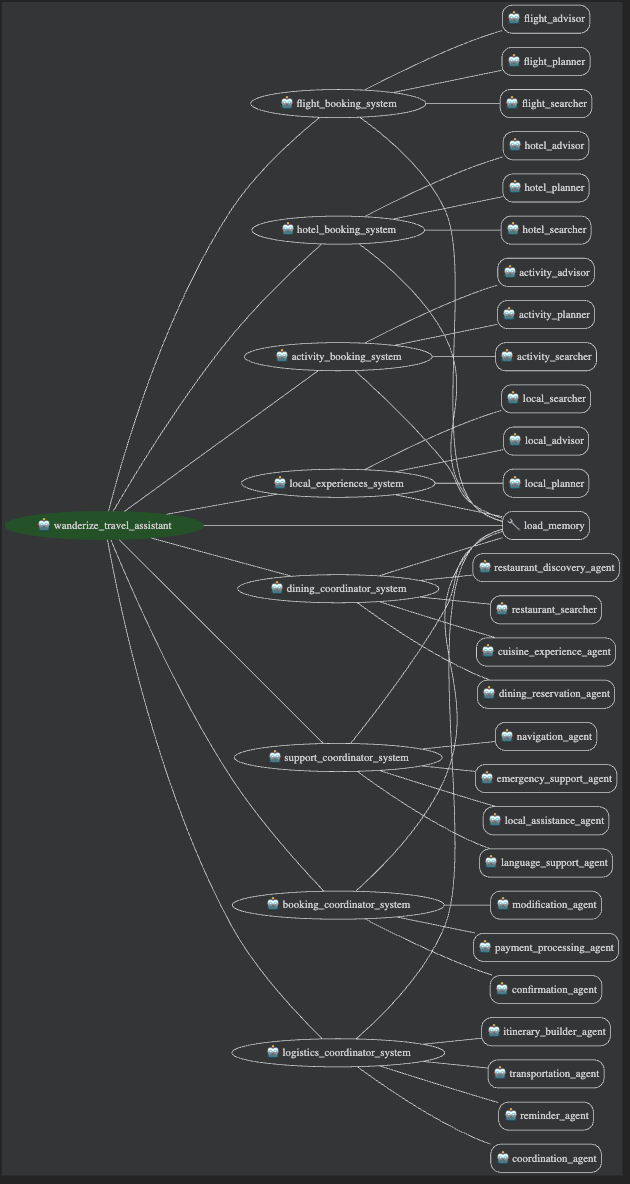 flight_advisor
flight_planner
flight_booking_system
flight_searcher
hotel_advisor
hotel_planner
hotel_booking_system
hotel_searcher
activity_advisor
activity_planner
activity_booking_system
activity_searcher
local_searcher
local_advisor
local_experiences_system
local_planner
wanderize_travel_assistant
load_memory
restaurant_discovery_agent
dining_coordinator_system
restaurant_searcher
cuisine_experience_agent
dining_reservation_agent
navigation_agent
support_coordinator_system
emergency_support_agent
local_assistance_agent
language_support_agent
booking_coordinator_system
modification_agent
payment_processing_agent
confirmation_agent
itinerary_builder_agent
logistics_coordinator_system
transportation_agent
reminder_agent
coordination_agent